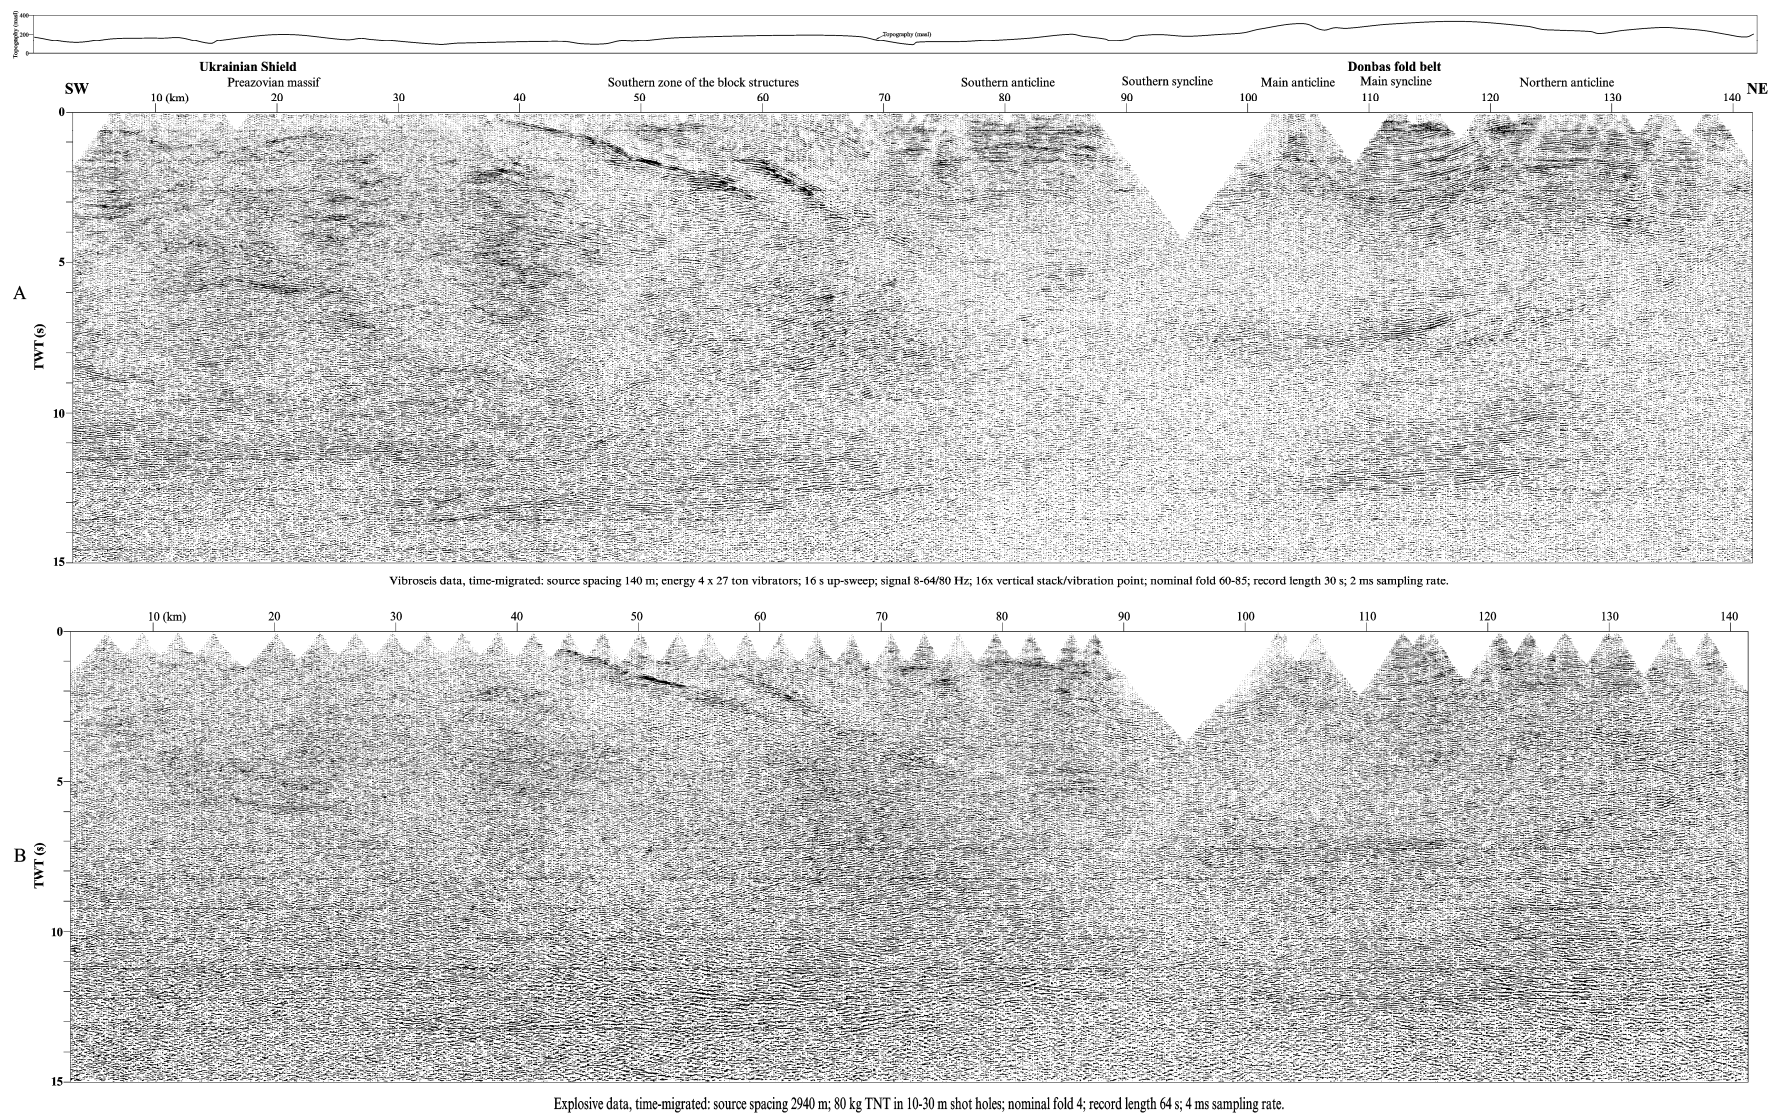 Topography (masl)
400
200
0
Topography (masl)
Ukrainian Shield
Donbas fold belt
Preazovian massif
Southern zone of the block structures
Southern anticline
Southern syncline
Main anticline
Main syncline
Northern anticline
SW
NE
10 (km) 20 30 40 50 60 70 80 90 100 110 120 130 140
0
5
10
15
A
TWT (s)
Vibroseis data, time-migrated: source spacing 140 m; energy 4 x 27 ton vibrators; 16 s up-sweep; signal 8-64/80 Hz; 16x vertical stack/vibration point; nominal fold 60-85; record length 30 s; 2 ms sampling rate.
10 (km) 20 30 40 50 60 70 80 90 100 110 120 130 140
0
5
10
15
B
TWT (s)
Explosive data, time-migrated: source spacing 2940 m; 80 kg TNT in 10-30 m shot holes; nominal fold 4; record length 64 s; 4 ms sampling rate.